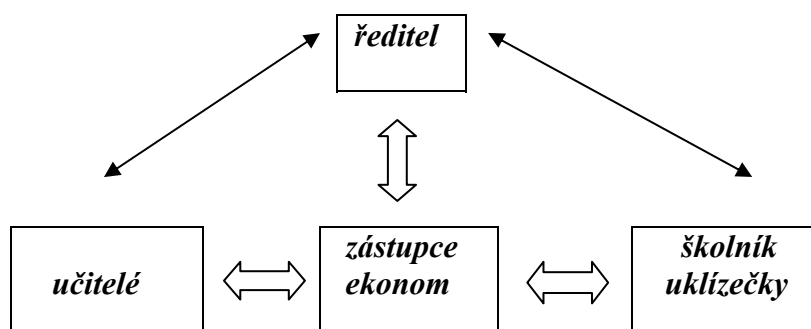 ředitel
učitelé
zástupce
ekonom
školník
uklízečky